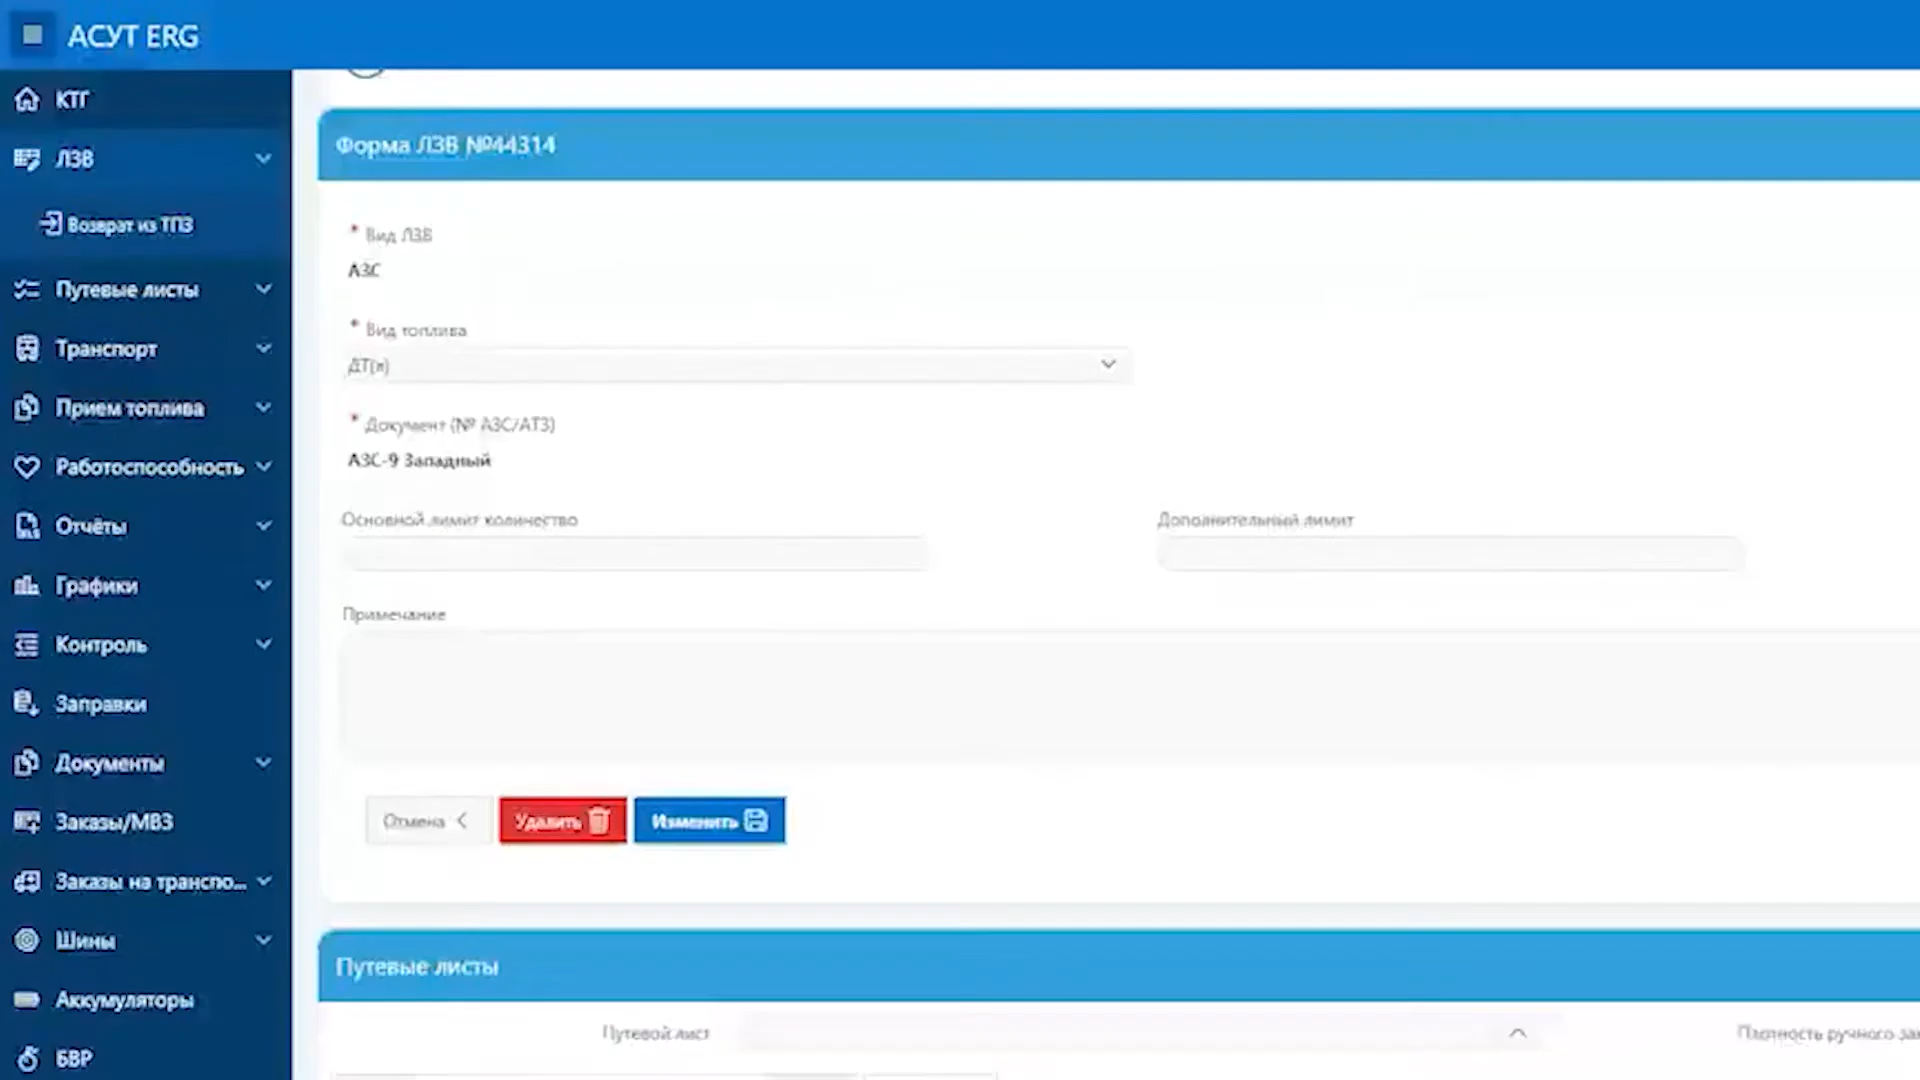 АСУТ ERG
КТГ
ЛЗВ
Возврат из ТПЗ
Путевые листы
Транспорт
Прием топлива
Работоспособность
Отчёты
Графики
Контроль
Заправки
Документы
Заказы/МВЗ
Заказы на транспо...
Шины
Аккумуляторы
БВР
Форма ЛЗВ №44314
* Вид ЛЗВ
АЗС
* Вид топлива
ДТ(л)
* Документ (№ АЗС/АТЗ)
АЗС-9 Западный
Основной лимит количество
Дополнительный лимит
Примечание
Отмена
Удалить
Изменить
Путевые листы
Путевой лист
Плотность ручного